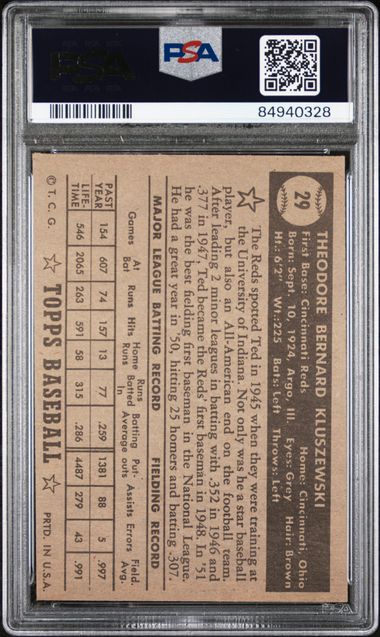 PSA
PSA
84940328
29
THEODORE BERNARD KLUSZEWSKI
First Base: Cincinnati Reds Home: Cincinnati, Ohio
Born: Sept. 10, 1924, Argo, Ill. Eyes: Grey Hair: Brown
Ht.: 6'2" Wt.: 225 Bats: Left Throws: Left
The Reds spotted Ted in 1945 when they were training at
the University of Indiana. Not only was he a star baseball
player, but also an All-American end on the football team.
After leading 2 minor leagues in batting with .352 in 1946 and
.377 in 1947, Ted became the Reds' first baseman in 1948. In '51
he was the best fielding first baseman in the National League.
He had a great year in '50, hitting 25 homers and batting .307.
MAJOR LEAGUE BATTING RECORD FIELDING RECORD
Games At Bat Runs Hits Home Runs Runs Batted In Batting Average Put-outs Assists Errors Field. Avg.
PAST YEAR 154 607 74 157 13 77 .259 1381 88 5 .997
LIFE-TIME 546 2065 263 591 58 315 .286 4487 279 43 .991
© T. C. G. TOPPS BASEBALL PRTD. IN U.S.A.